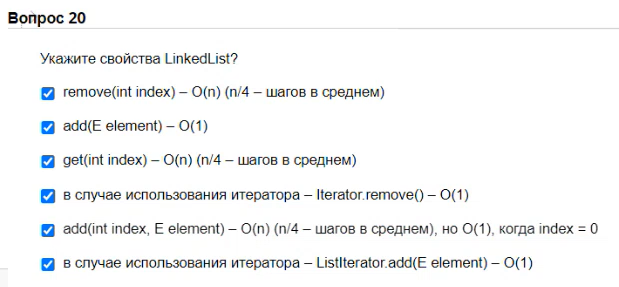 Вопрос 20
Укажите свойства LinkedList?
remove(int index) – O(n) (n/4 – шагов в среднем)
add(E element) – O(1)
get(int index) – O(n) (n/4 – шагов в среднем)
в случае использования итератора – Iterator.remove() – O(1)
add(int index, E element) – O(n) (n/4 – шагов в среднем), но O(1), когда index = 0
в случае использования итератора – ListIterator.add(E element) – O(1)